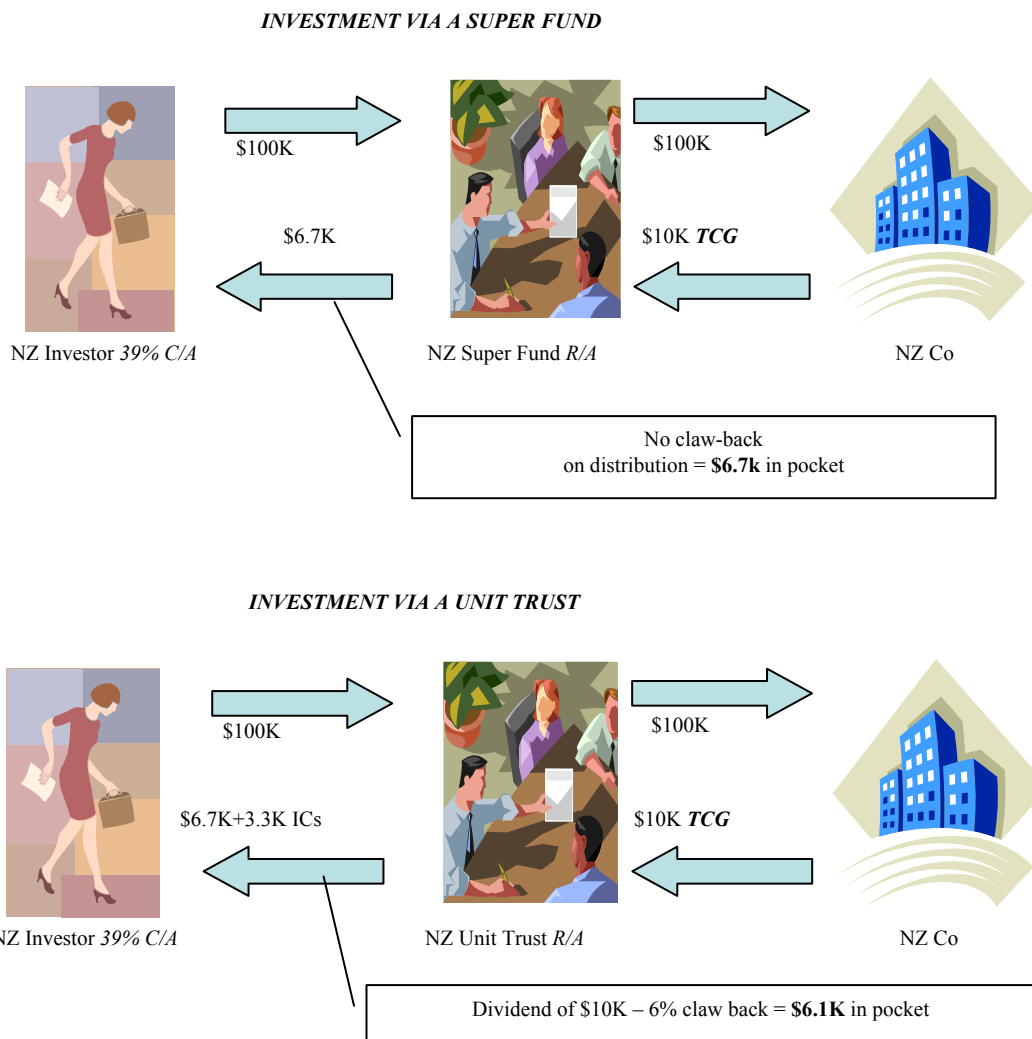 INVESTMENT VIA A SUPER FUND
$100K
$100K
$6.7K
$10K TCG
NZ Investor 39% C/A
NZ Super Fund R/A
NZ Co
No claw-back
on distribution = $6.7k in pocket
INVESTMENT VIA A UNIT TRUST
$100K
$100K
$6.7K+3.3K ICs
$10K TCG
NZ Investor 39% C/A
NZ Unit Trust R/A
NZ Co
Dividend of $10K – 6% claw back = $6.1K in pocket